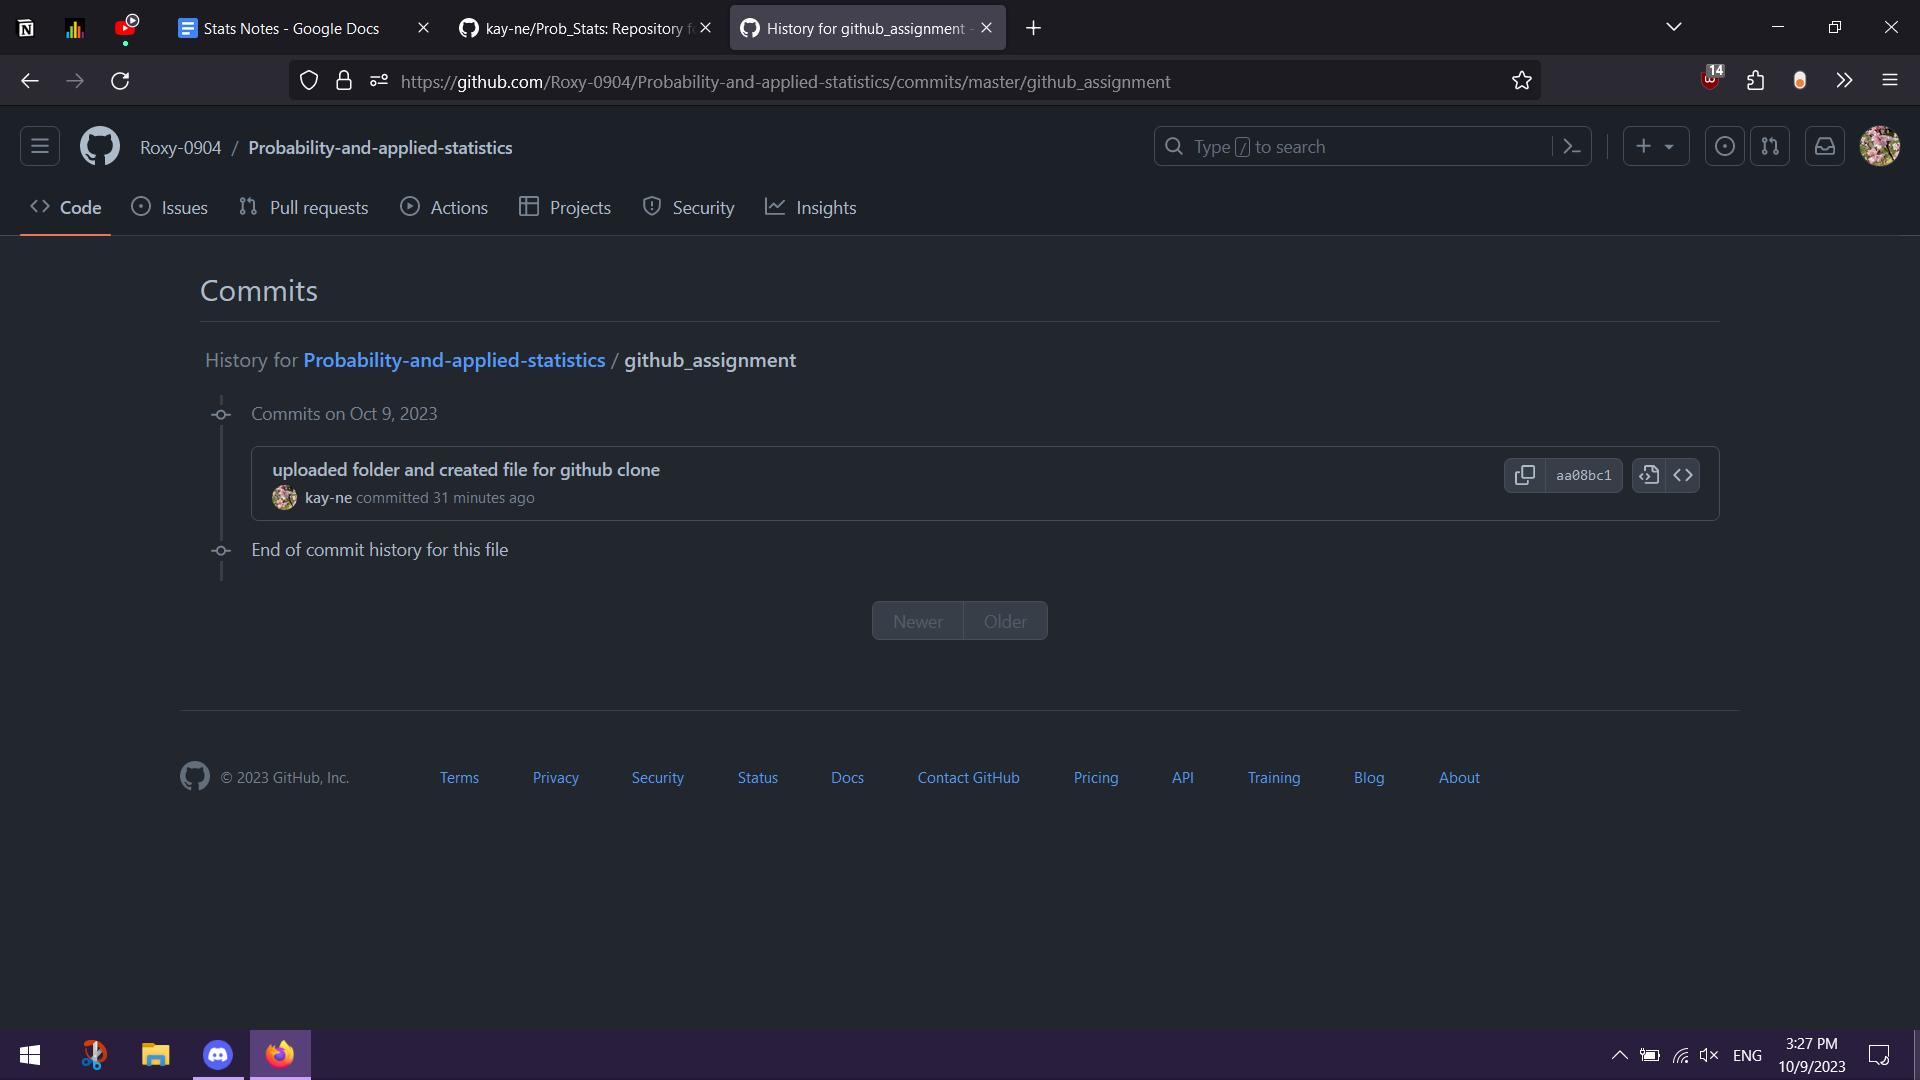 Stats Notes - Google Docs
kay-ne/Prob_Stats: Repository f
History for github_assignment -
https://github.com/Roxy-0904/Probability-and-applied-statistics/commits/master/github_assignment
14
Roxy-0904 / Probability-and-applied-statistics
Type / to search
Code
Issues
Pull requests
Actions
Projects
Security
Insights
Commits
History for Probability-and-applied-statistics / github_assignment
Commits on Oct 9, 2023
uploaded folder and created file for github clone
aa08bc1
kay-ne committed 31 minutes ago
End of commit history for this file
Newer
Older
© 2023 GitHub, Inc.
Terms
Privacy
Security
Status
Docs
Contact GitHub
Pricing
API
Training
Blog
About
ENG
3:27 PM
10/9/2023